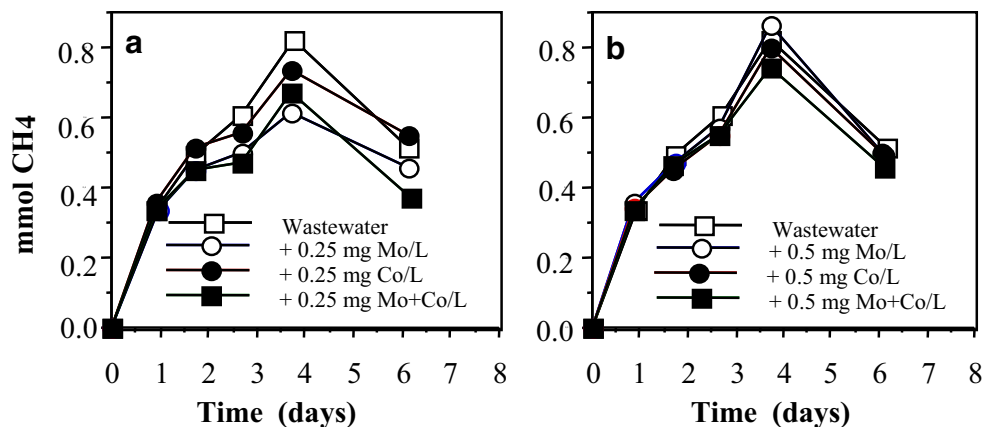 a
mmol CH4
0.8
0.6
0.4
0.2
0.0
Wastewater
+ 0.25 mg Mo/L
+ 0.25 mg Co/L
+ 0.25 mg Mo+Co/L
0 1 2 3 4 5 6 7 8
Time (days)
b
0.8
0.6
0.4
0.2
0.0
Wastewater
+ 0.5 mg Mo/L
+ 0.5 mg Co/L
+ 0.5 mg Mo+Co/L
0 1 2 3 4 5 6 7 8
Time (days)